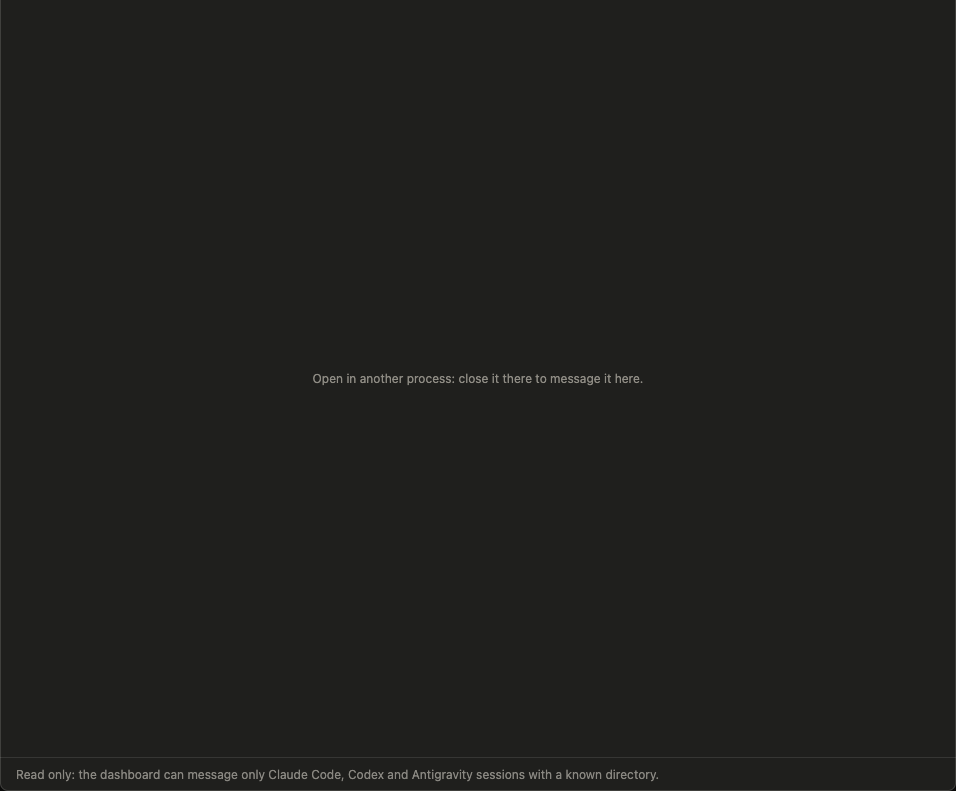 Open in another process: close it there to message it here.
Read only: the dashboard can message only Claude Code, Codex and Antigravity sessions with a known directory.